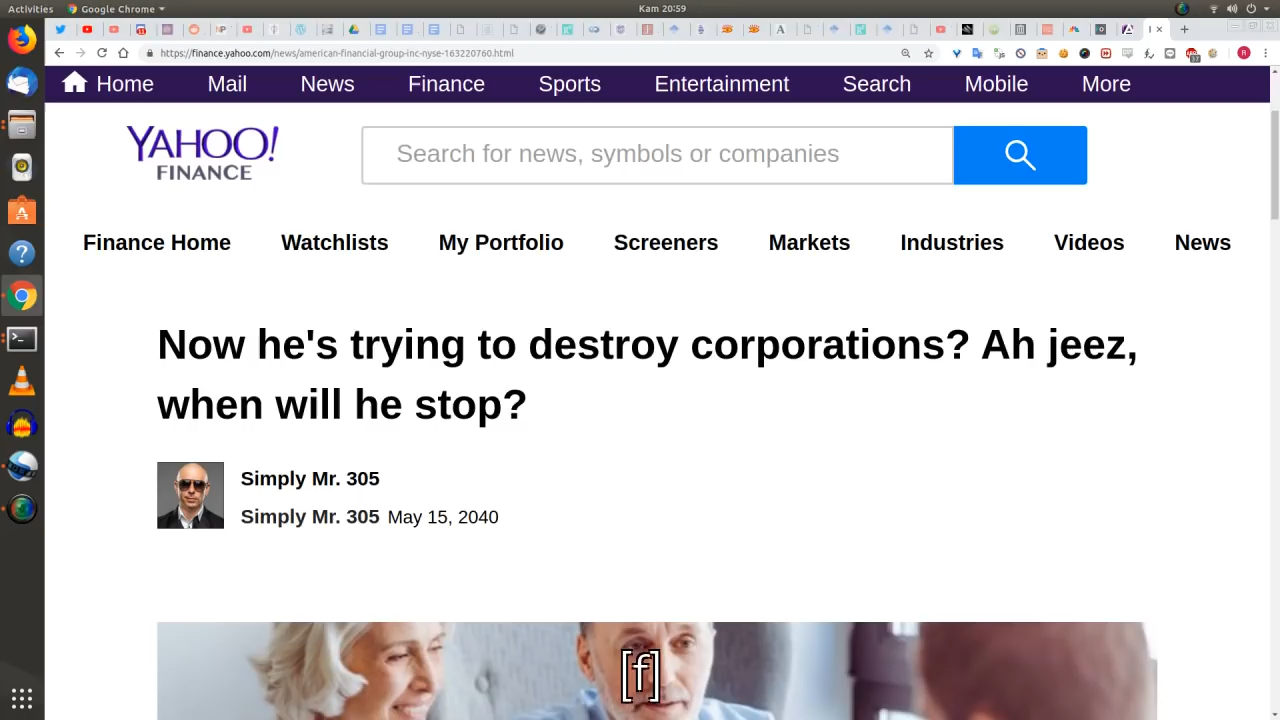 Activities Google Chrome Kam 20:59
https://finance.yahoo.com/news/american-financial-group-inc-nyse-163220760.html
Home Mail News Finance Sports Entertainment Search Mobile More
YAHOO! FINANCE
Search for news, symbols or companies
Finance Home Watchlists My Portfolio Screeners Markets Industries Videos News
Now he's trying to destroy corporations? Ah jeez,
when will he stop?
Simply Mr. 305
Simply Mr. 305 May 15, 2040
[f]